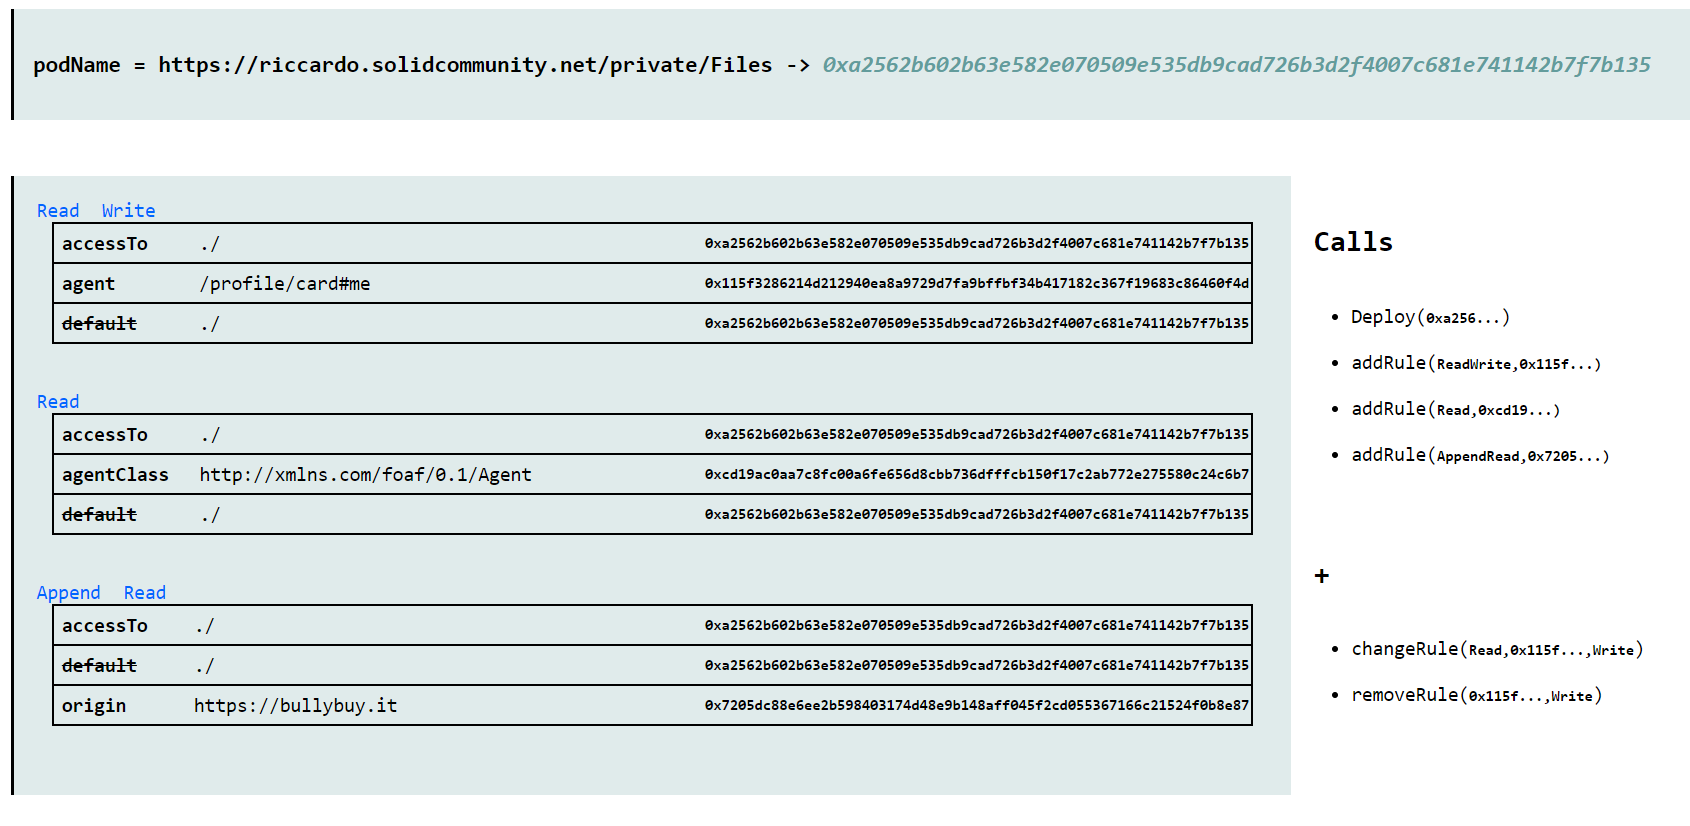 podName = https://riccardo.solidcommunity.net/private/Files -> 0xa2562b602b63e582e070509e535db9cad726b3d2f4007c681e741142b7f7b135
Read Write
accessTo ./ 0xa2562b602b63e582e070509e535db9cad726b3d2f4007c681e741142b7f7b135
agent /profile/card#me 0x115f3286214d212940ea8a9729d7fa9bffbf34b417182c367f19683c86460f4d
default ./ 0xa2562b602b63e582e070509e535db9cad726b3d2f4007c681e741142b7f7b135
Read
accessTo ./ 0xa2562b602b63e582e070509e535db9cad726b3d2f4007c681e741142b7f7b135
agentClass http://xmlns.com/foaf/0.1/Agent 0xcd19ac0aa7c8fc00a6fe656d8cbb736dfffcb150f17c2ab772e275580c24c6b7
default ./ 0xa2562b602b63e582e070509e535db9cad726b3d2f4007c681e741142b7f7b135
Append Read
accessTo ./ 0xa2562b602b63e582e070509e535db9cad726b3d2f4007c681e741142b7f7b135
default ./ 0xa2562b602b63e582e070509e535db9cad726b3d2f4007c681e741142b7f7b135
origin https://bullybuy.it 0x7205dc88e6ee2b598403174d48e9b148aff045f2cd055367166c21524f0b8e87
Calls
• Deploy(0xa256...)
• addRule(ReadWrite,0x115f...)
• addRule(Read,0xcd19...)
• addRule(AppendRead,0x7205...)
+
• changeRule(Read,0x115f...,Write)
• removeRule(0x115f...,Write)